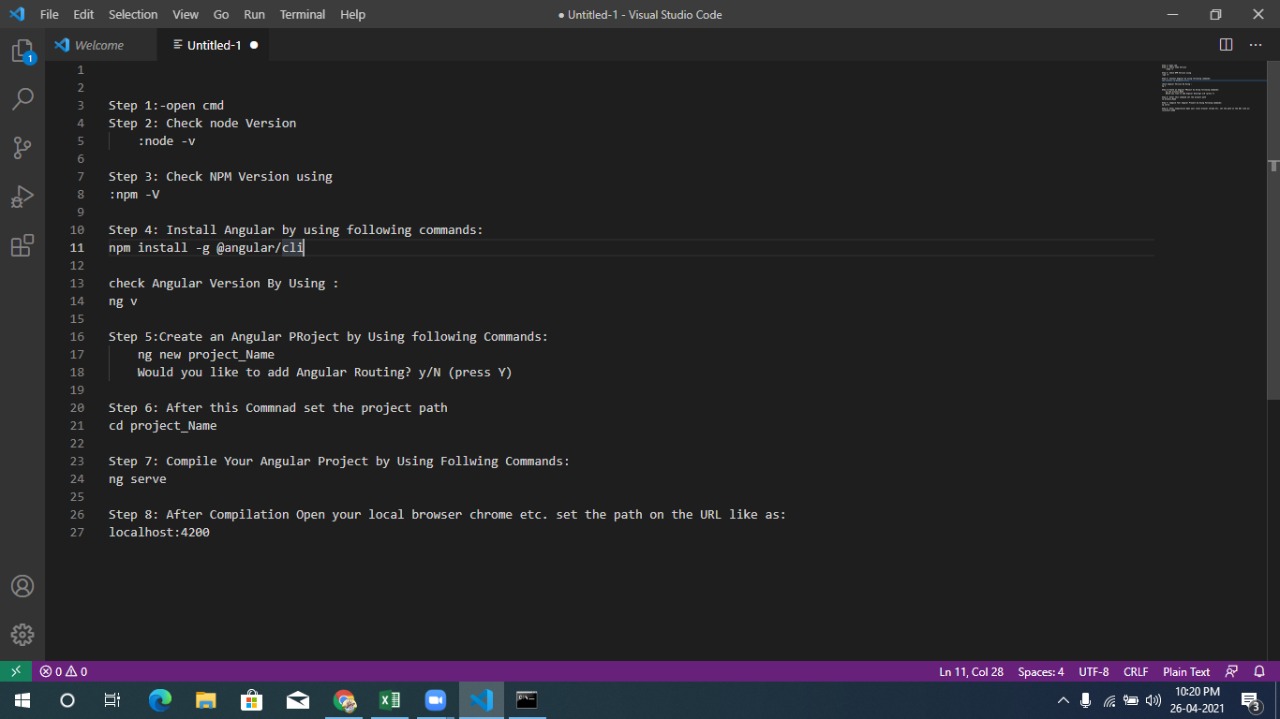 File Edit Selection View Go Run Terminal Help
● Untitled-1 - Visual Studio Code
Welcome
Untitled-1
1
2
3 Step 1:-open cmd
4 Step 2: Check node Version
5 :node -v
6
7 Step 3: Check NPM Version using
8 :npm -V
9
10 Step 4: Install Angular by using following commands:
11 npm install -g @angular/cli
12
13 check Angular Version By Using :
14 ng v
15
16 Step 5:Create an Angular PRoject by Using following Commands:
17 ng new project_Name
18 Would you like to add Angular Routing? y/N (press Y)
19
20 Step 6: After this Commnad set the project path
21 cd project_Name
22
23 Step 7: Compile Your Angular Project by Using Follwing Commands:
24 ng serve
25
26 Step 8: After Compilation Open your local browser chrome etc. set the path on the URL like as:
27 localhost:4200
1
0 0
Ln 11, Col 28 Spaces: 4 UTF-8 CRLF Plain Text
10:20 PM
26-04-2021
3